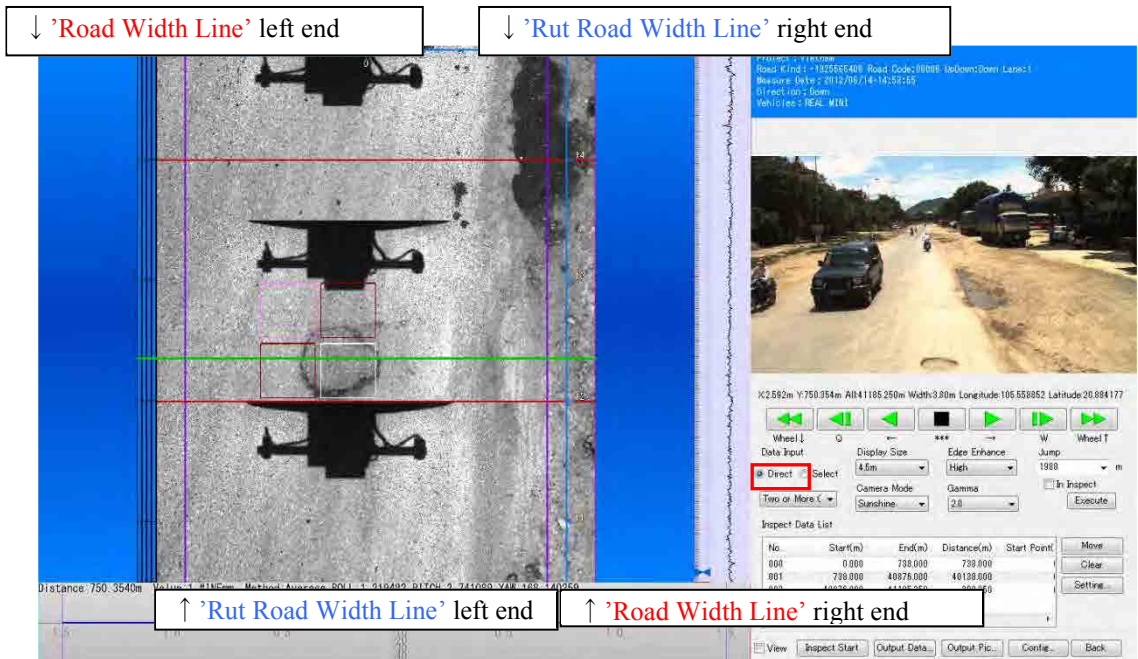 ↓ 'Road Width Line' left end
↓ 'Rut Road Width Line' right end
Project : Vietnam
Road Kind : -1325565408 Road Code:00006 UpDown:Down Lane:1
Measure Date : 2012/06/14-14:53:55
Direction : Down
Vehicles : REAL MINI
14
13
12
11
X:2.592m Y:750.354m All:41185.250m Width:3.80m Longitude:105.558852 Latitude:20.884177
Wheel↓ Q ← *** → W Wheel↑
Data Input Display Size Edge Enhance Jump
Direct Select 4.5m High 1988 m
Camera Mode Gamma In Inspect
Two or More ( Sunshine 2.0 Execute
Inspect Data List
No. Start(m) End(m) Distance(m) Start Point( Move
000 0.000 738.000 738.000 Clear
001 738.000 40876.000 40138.000 Setting...
Distance:750.3540m
↑ 'Rut Road Width Line' left end
↑ 'Road Width Line' right end
View Inspect Start Output Data... Output Pic... Config... Back